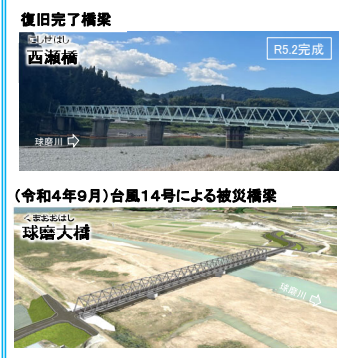 復旧完了橋梁
にしせはし
西瀬橋
R5.2完成
球磨川
(令和4年9月)台風14号による被災橋梁
くまおおはし
球磨大橋
球磨川